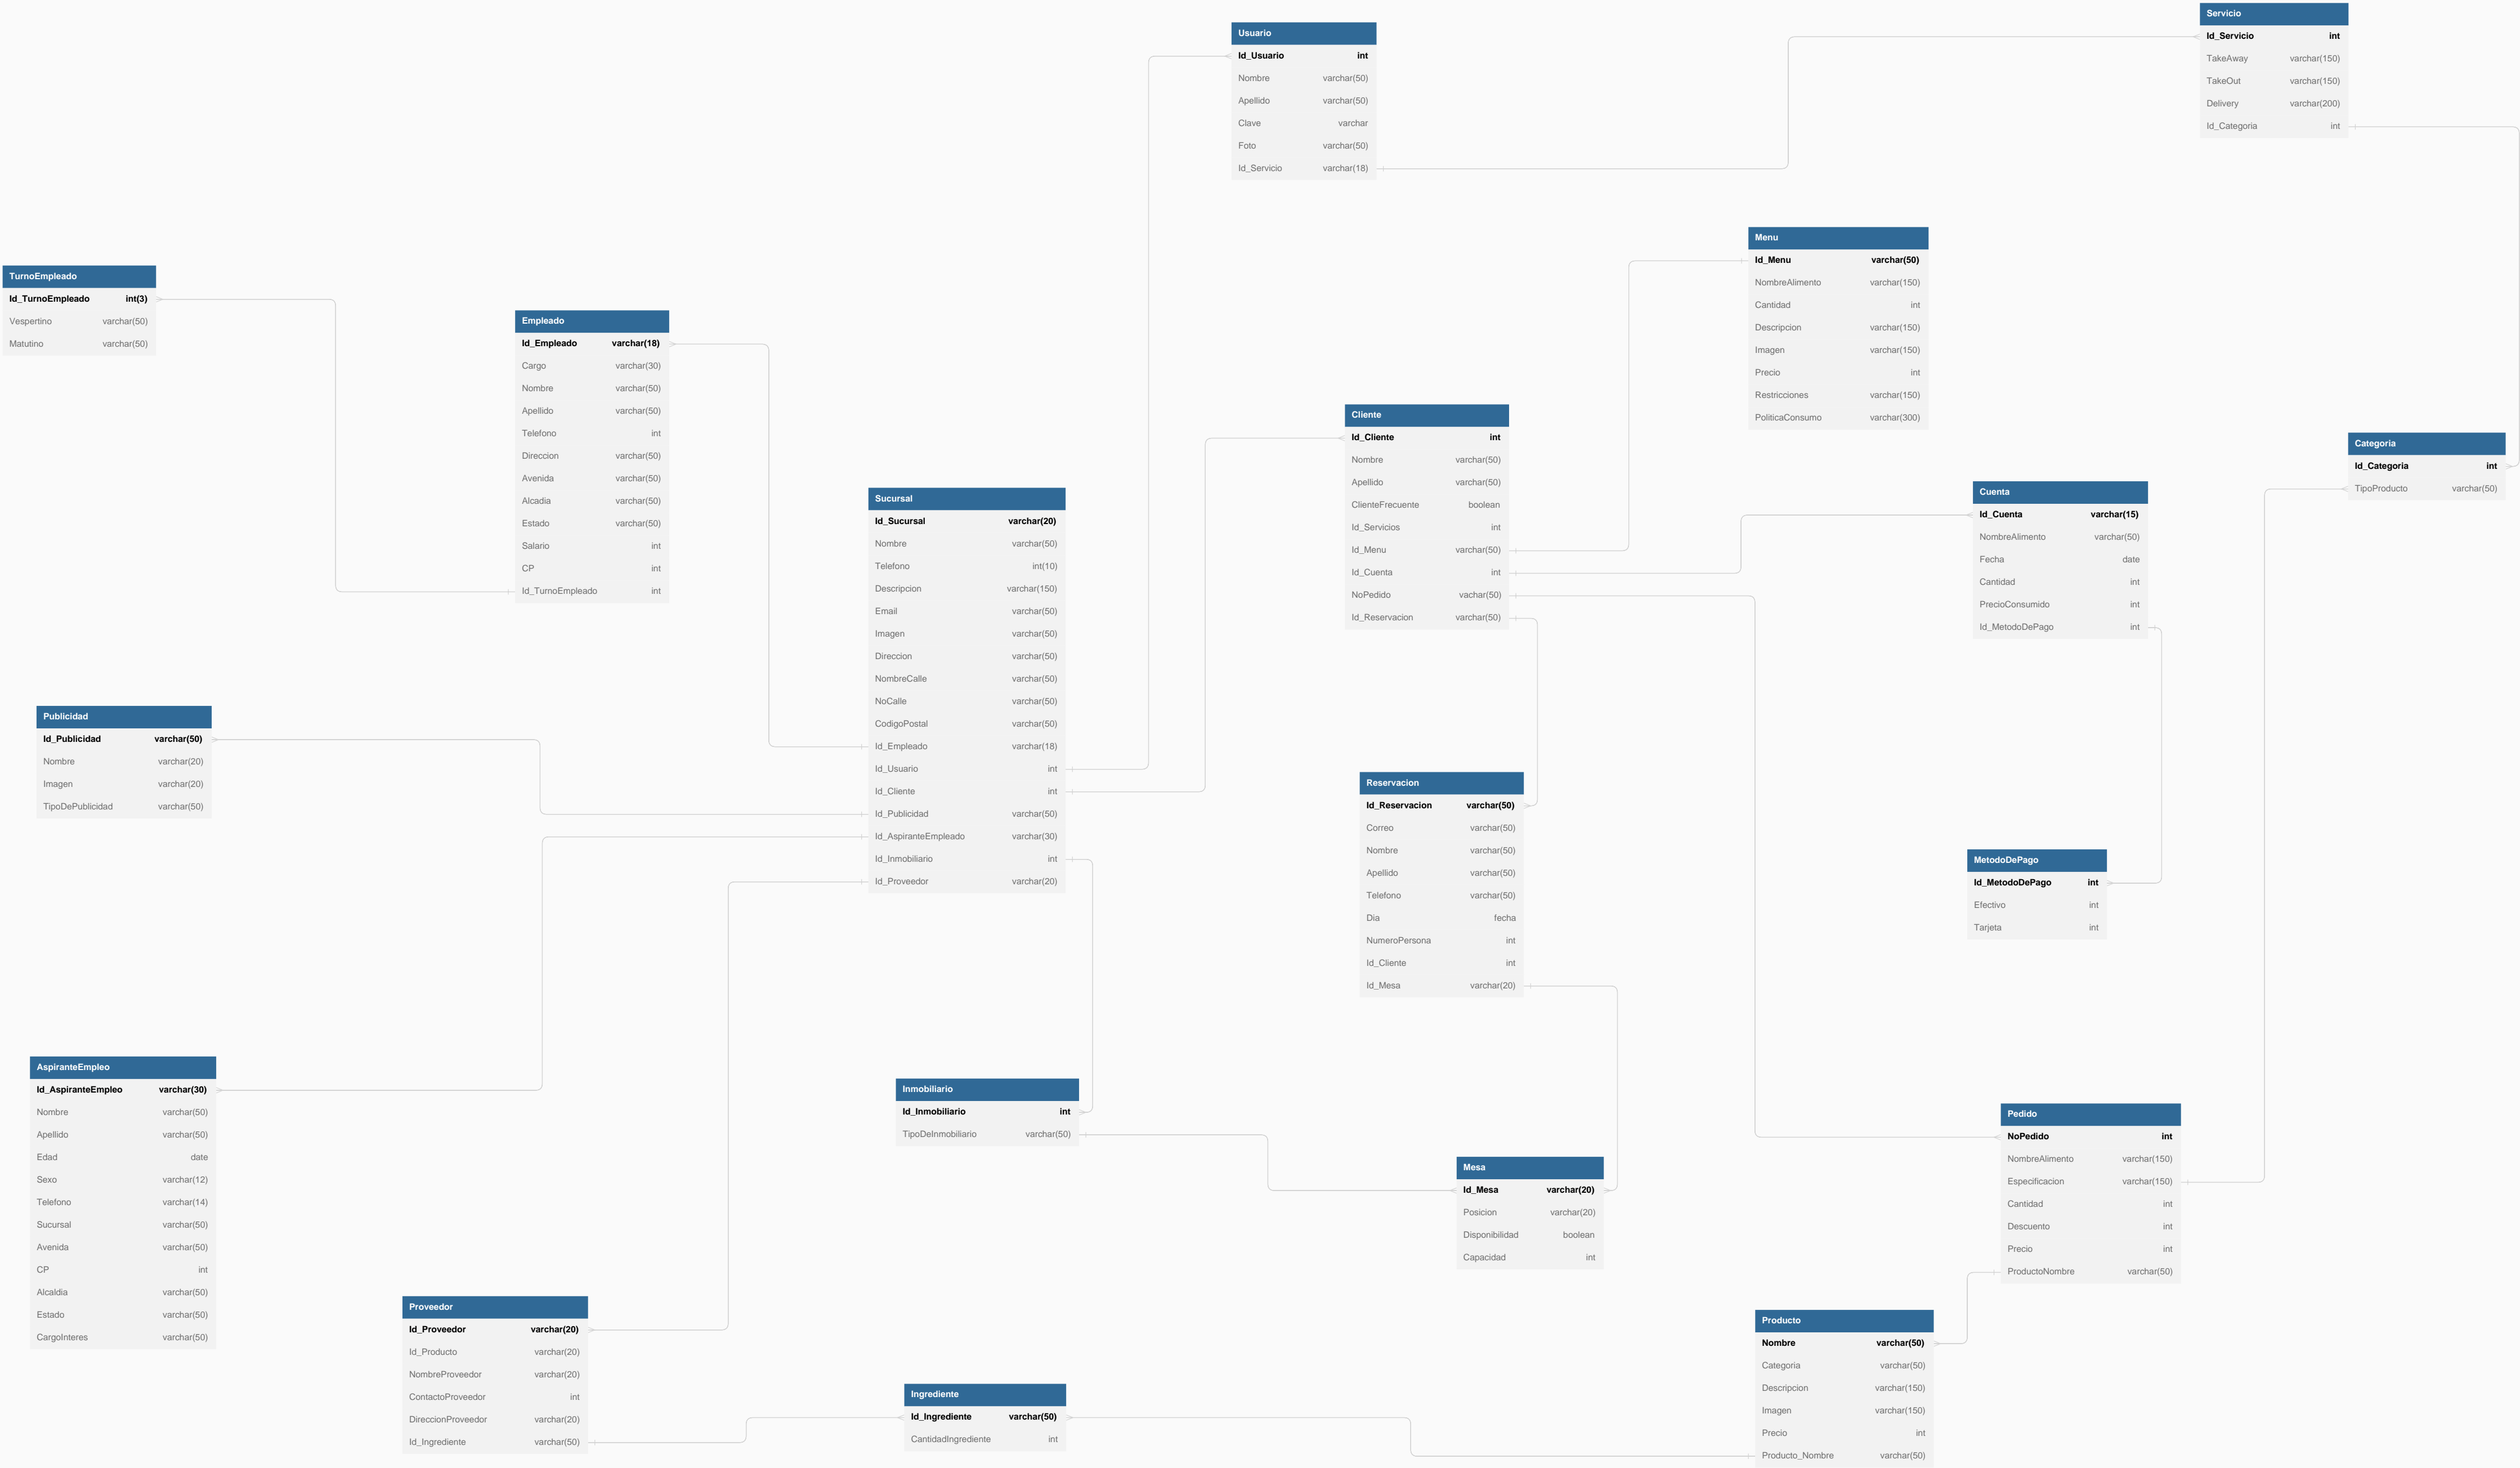 Servicio
Id_Servicio int
TakeAway varchar(150)
TakeOut varchar(150)
Delivery varchar(200)
Id_Categoria int
Usuario
Id_Usuario int
Nombre varchar(50)
Apellido varchar(50)
Clave varchar
Foto varchar(50)
Id_Servicio varchar(18)
Menu
Id_Menu varchar(50)
NombreAlimento varchar(150)
Cantidad int
Descripcion varchar(150)
Imagen varchar(150)
Precio int
Restricciones varchar(150)
PoliticaConsumo varchar(300)
TurnoEmpleado
Id_TurnoEmpleado int(3)
Vespertino varchar(50)
Matutino varchar(50)
Empleado
Id_Empleado varchar(18)
Cargo varchar(30)
Nombre varchar(50)
Apellido varchar(50)
Telefono int
Direccion varchar(50)
Avenida varchar(50)
Alcadia varchar(50)
Estado varchar(50)
Salario int
CP int
Id_TurnoEmpleado int
Cliente
Id_Cliente int
Nombre varchar(50)
Apellido varchar(50)
ClienteFrecuente boolean
Id_Servicios int
Id_Menu varchar(50)
Id_Cuenta int
NoPedido vachar(50)
Id_Reservacion varchar(50)
Categoria
Id_Categoria int
TipoProducto varchar(50)
Cuenta
Id_Cuenta varchar(15)
NombreAlimento varchar(50)
Fecha date
Cantidad int
PrecioConsumido int
Id_MetodoDePago int
Sucursal
Id_Sucursal varchar(20)
Nombre varchar(50)
Telefono int(10)
Descripcion varchar(150)
Email varchar(50)
Imagen varchar(50)
Direccion varchar(50)
NombreCalle varchar(50)
NoCalle varchar(50)
CodigoPostal varchar(50)
Id_Empleado varchar(18)
Id_Usuario int
Id_Cliente int
Id_Publicidad varchar(50)
Id_AspiranteEmpleado varchar(30)
Id_Inmobiliario int
Id_Proveedor varchar(20)
Publicidad
Id_Publicidad varchar(50)
Nombre varchar(20)
Imagen varchar(20)
TipoDePublicidad varchar(50)
Reservacion
Id_Reservacion varchar(50)
Correo varchar(50)
Nombre varchar(50)
Apellido varchar(50)
Telefono varchar(50)
Dia fecha
NumeroPersona int
Id_Cliente int
Id_Mesa varchar(20)
MetodoDePago
Id_MetodoDePago int
Efectivo int
Tarjeta int
AspiranteEmpleo
Id_AspiranteEmpleo varchar(30)
Nombre varchar(50)
Apellido varchar(50)
Edad date
Sexo varchar(12)
Telefono varchar(14)
Sucursal varchar(50)
Avenida varchar(50)
CP int
Alcaldia varchar(50)
Estado varchar(50)
CargoInteres varchar(50)
Inmobiliario
Id_Inmobiliario int
TipoDeInmobiliario varchar(50)
Pedido
NoPedido int
NombreAlimento varchar(150)
Especificacion varchar(150)
Cantidad int
Descuento int
Precio int
ProductoNombre varchar(50)
Mesa
Id_Mesa varchar(20)
Posicion varchar(20)
Disponibilidad boolean
Capacidad int
Proveedor
Id_Proveedor varchar(20)
Id_Producto varchar(20)
NombreProveedor varchar(20)
ContactoProveedor int
DireccionProveedor varchar(20)
Id_Ingrediente varchar(50)
Producto
Nombre varchar(50)
Categoria varchar(50)
Descripcion varchar(150)
Imagen varchar(150)
Precio int
Producto_Nombre varchar(50)
Ingrediente
Id_Ingrediente varchar(50)
CantidadIngrediente int